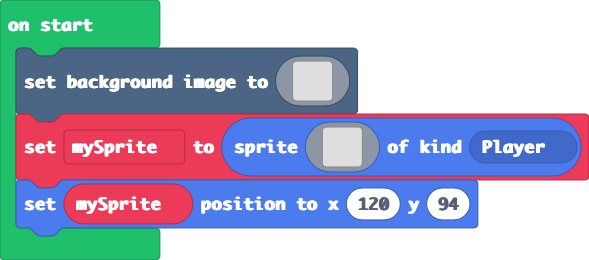 on start
set background image to
set mySprite to sprite of kind Player
set mySprite position to x 120 y 94